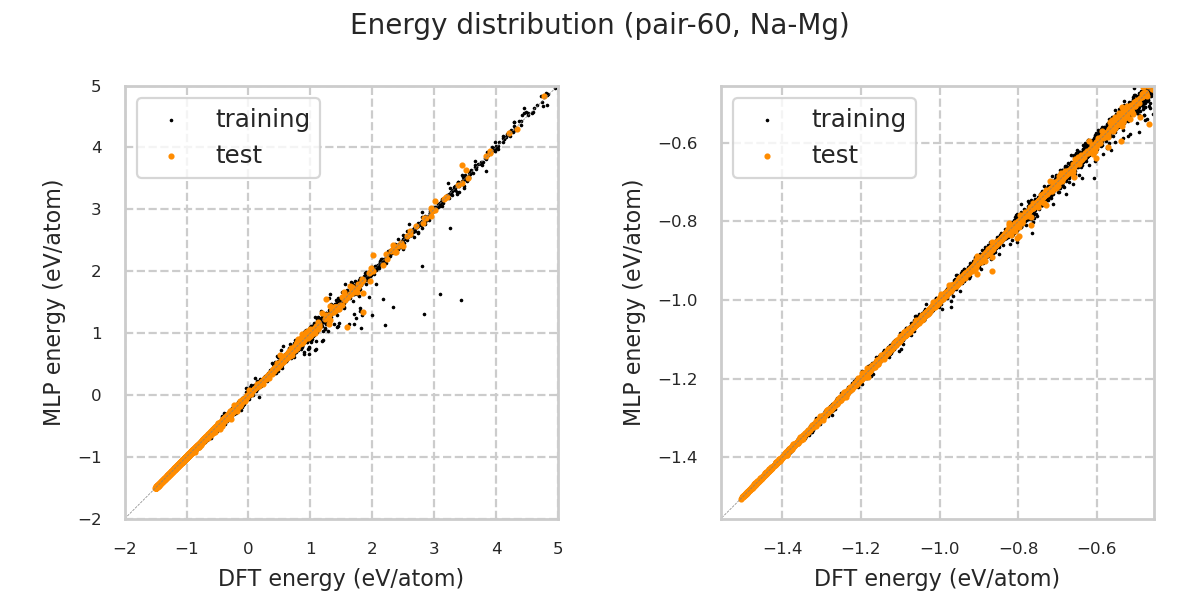 Energy distribution (pair-60, Na-Mg)
training
test
5
4
3
2
1
0
−1
−2
−2
−1
0
1
2
3
4
5
MLP energy (eV/atom)
DFT energy (eV/atom)
training
test
−0.6
−0.8
−1.0
−1.2
−1.4
−1.4
−1.2
−1.0
−0.8
−0.6
MLP energy (eV/atom)
DFT energy (eV/atom)